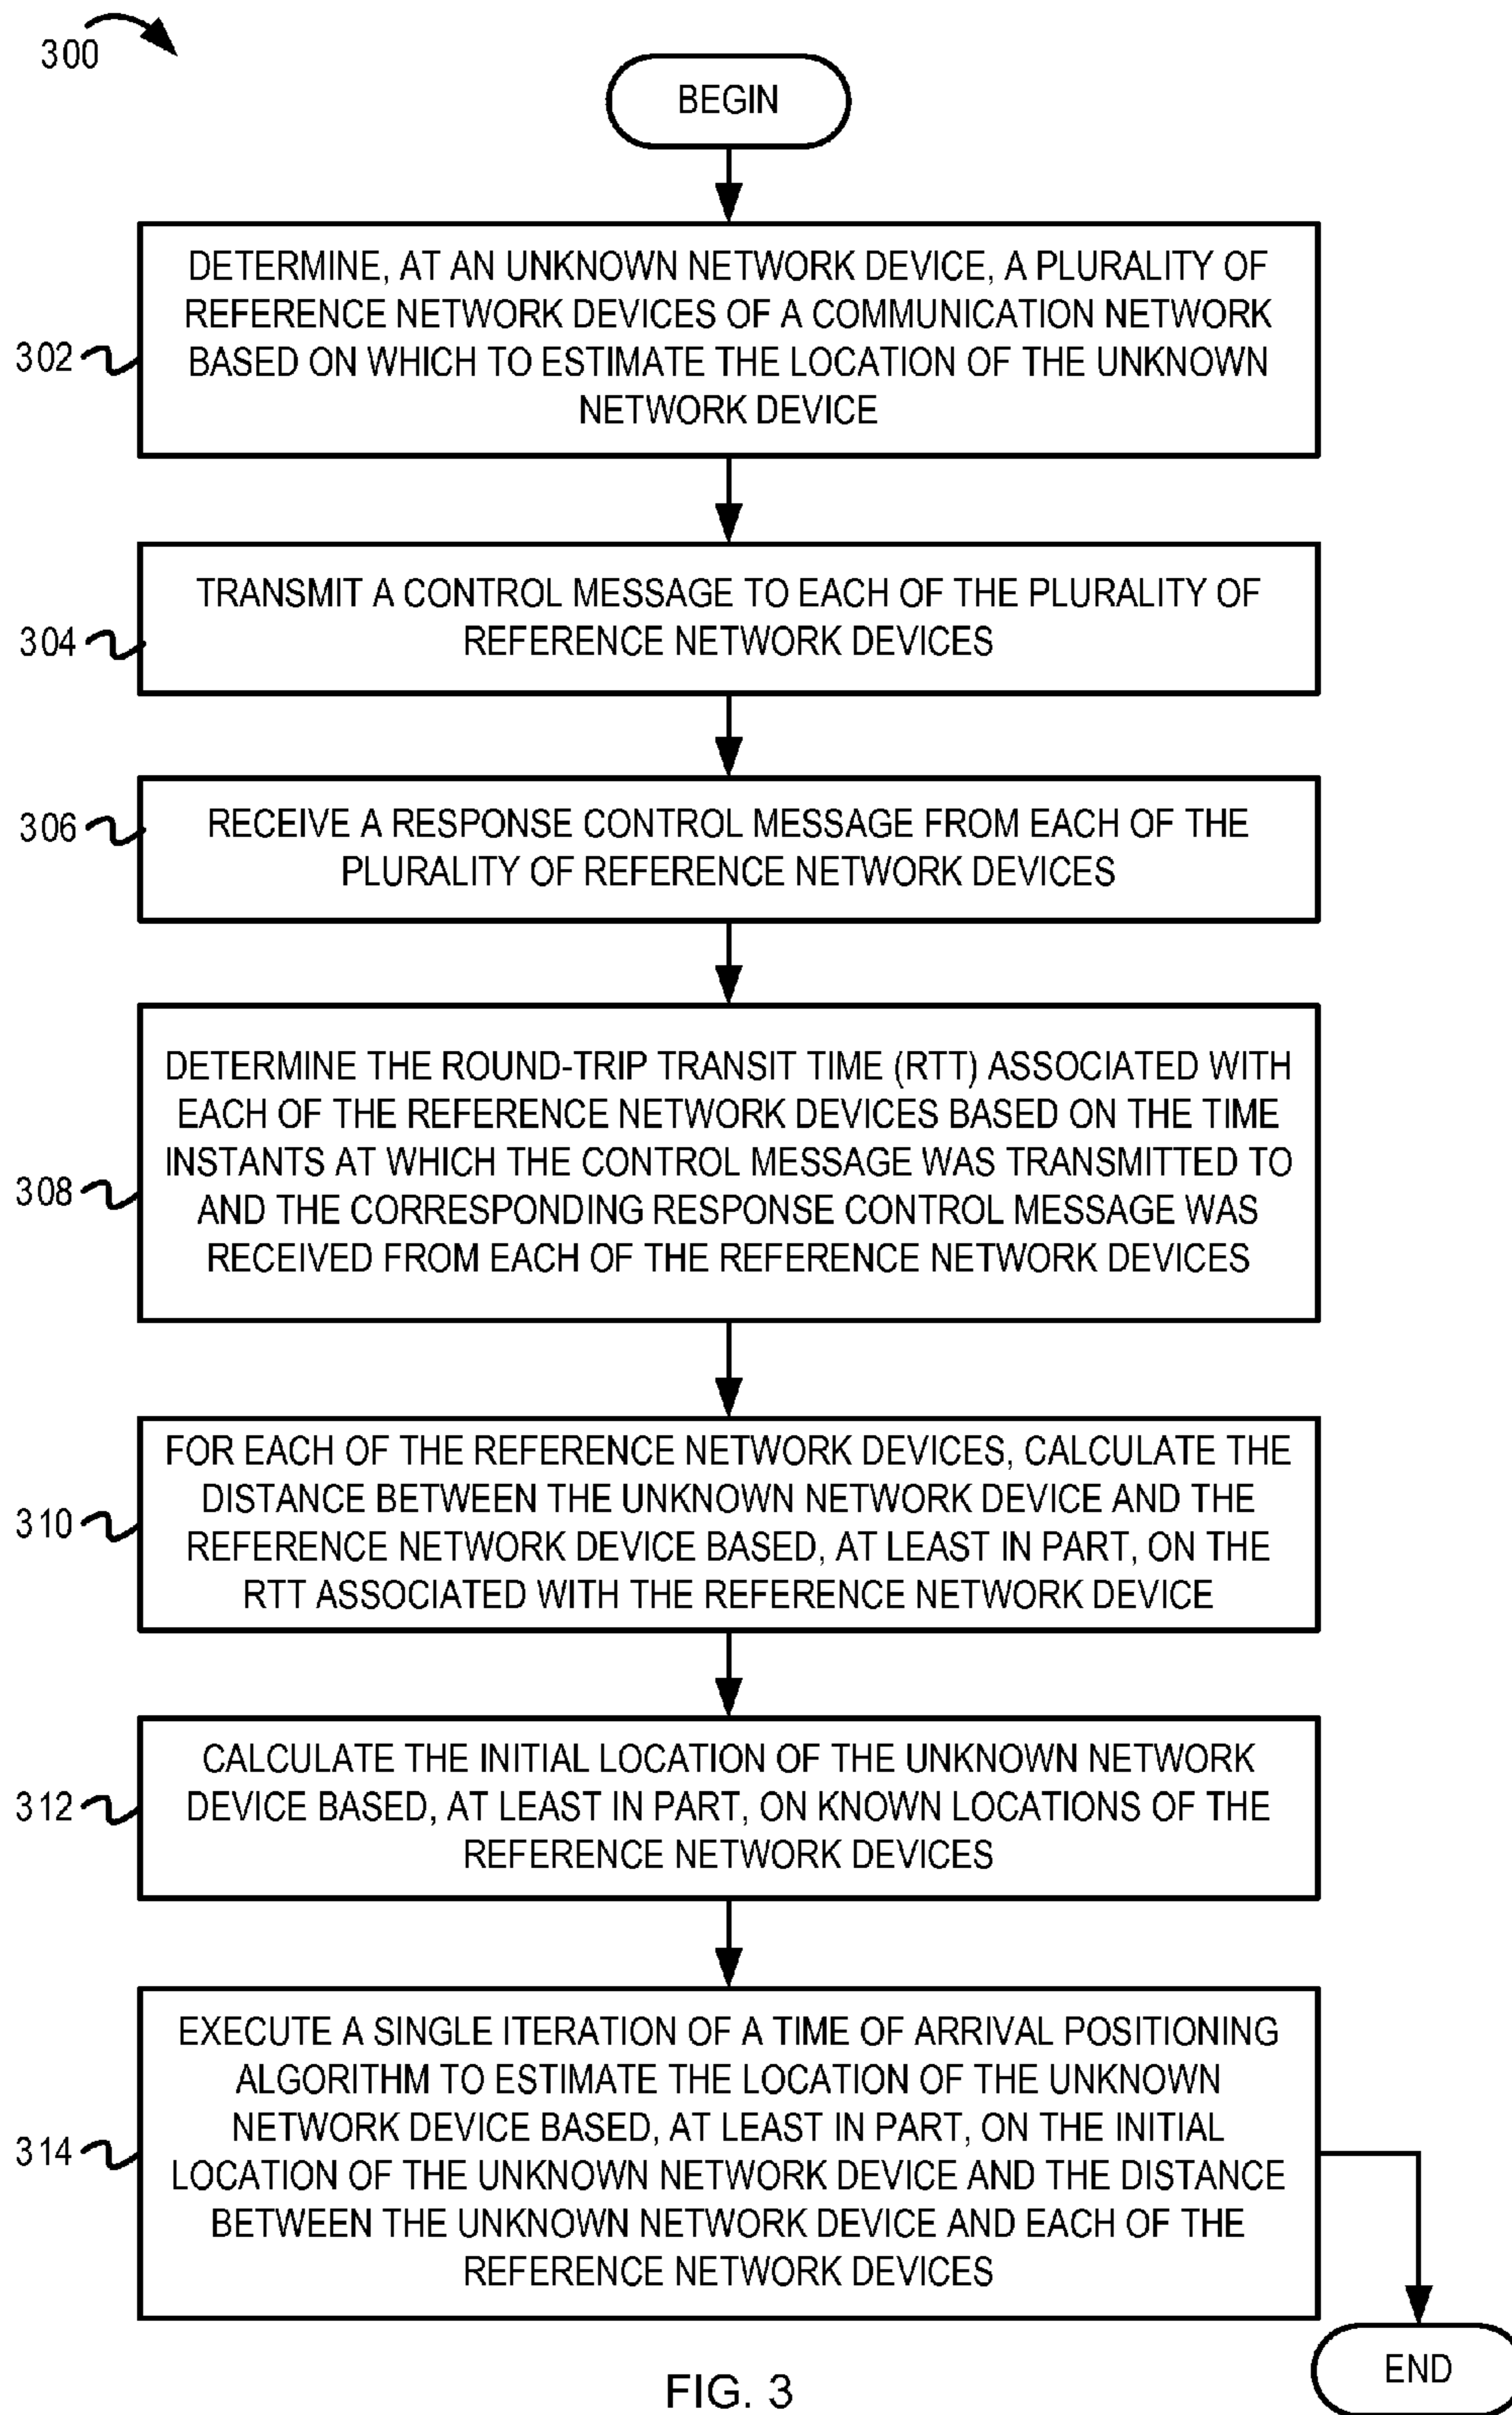 300
BEGIN
DETERMINE, AT AN UNKNOWN NETWORK DEVICE, A PLURALITY OF
REFERENCE NETWORK DEVICES OF A COMMUNICATION NETWORK
BASED ON WHICH TO ESTIMATE THE LOCATION OF THE UNKNOWN
NETWORK DEVICE
302
TRANSMIT A CONTROL MESSAGE TO EACH OF THE PLURALITY OF
REFERENCE NETWORK DEVICES
304
RECEIVE A RESPONSE CONTROL MESSAGE FROM EACH OF THE
PLURALITY OF REFERENCE NETWORK DEVICES
306
DETERMINE THE ROUND-TRIP TRANSIT TIME (RTT) ASSOCIATED WITH
EACH OF THE REFERENCE NETWORK DEVICES BASED ON THE TIME
INSTANTS AT WHICH THE CONTROL MESSAGE WAS TRANSMITTED TO
AND THE CORRESPONDING RESPONSE CONTROL MESSAGE WAS
RECEIVED FROM EACH OF THE REFERENCE NETWORK DEVICES
308
FOR EACH OF THE REFERENCE NETWORK DEVICES, CALCULATE THE
DISTANCE BETWEEN THE UNKNOWN NETWORK DEVICE AND THE
REFERENCE NETWORK DEVICE BASED, AT LEAST IN PART, ON THE
RTT ASSOCIATED WITH THE REFERENCE NETWORK DEVICE
310
CALCULATE THE INITIAL LOCATION OF THE UNKNOWN NETWORK
DEVICE BASED, AT LEAST IN PART, ON KNOWN LOCATIONS OF THE
REFERENCE NETWORK DEVICES
312
EXECUTE A SINGLE ITERATION OF A TIME OF ARRIVAL POSITIONING
ALGORITHM TO ESTIMATE THE LOCATION OF THE UNKNOWN
NETWORK DEVICE BASED, AT LEAST IN PART, ON THE INITIAL
LOCATION OF THE UNKNOWN NETWORK DEVICE AND THE DISTANCE
BETWEEN THE UNKNOWN NETWORK DEVICE AND EACH OF THE
REFERENCE NETWORK DEVICES
314
END
FIG. 3